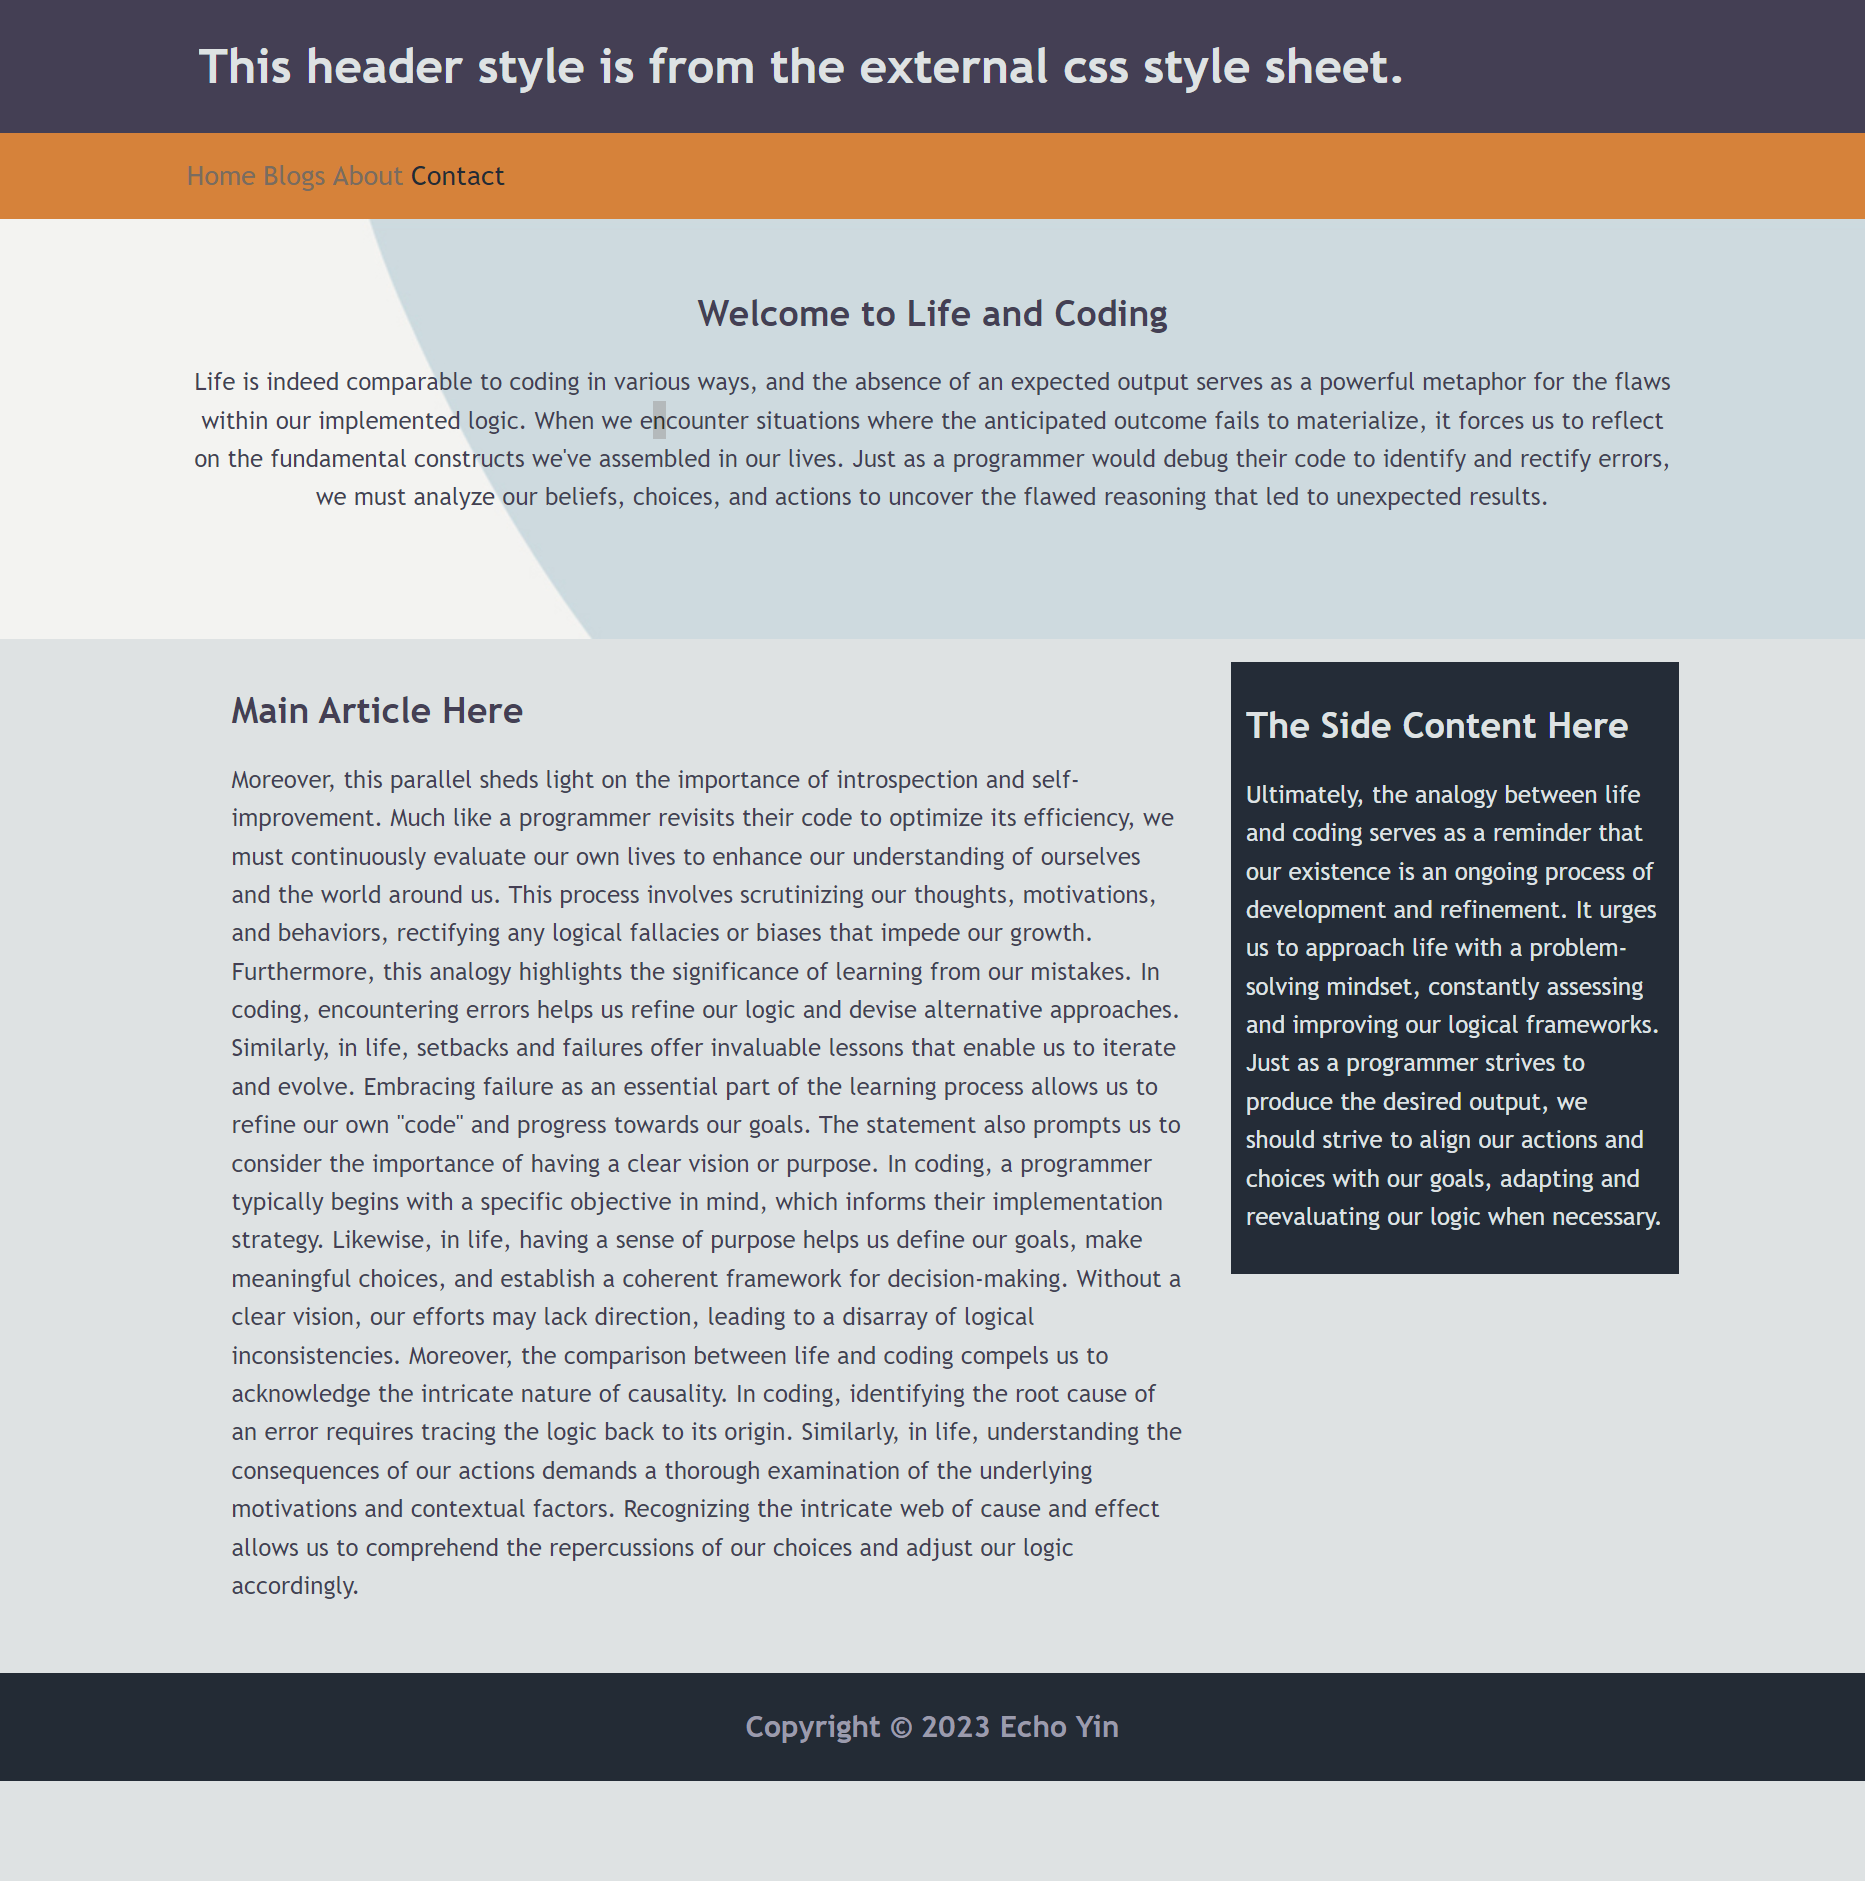 This header style is from the external css style sheet.
Home Blogs About Contact
Welcome to Life and Coding
Life is indeed comparable to coding in various ways, and the absence of an expected output serves as a powerful metaphor for the flaws
within our implemented logic. When we encounter situations where the anticipated outcome fails to materialize, it forces us to reflect
on the fundamental constructs we've assembled in our lives. Just as a programmer would debug their code to identify and rectify errors,
we must analyze our beliefs, choices, and actions to uncover the flawed reasoning that led to unexpected results.
Main Article Here
Moreover, this parallel sheds light on the importance of introspection and self-
improvement. Much like a programmer revisits their code to optimize its efficiency, we
must continuously evaluate our own lives to enhance our understanding of ourselves
and the world around us. This process involves scrutinizing our thoughts, motivations,
and behaviors, rectifying any logical fallacies or biases that impede our growth.
Furthermore, this analogy highlights the significance of learning from our mistakes. In
coding, encountering errors helps us refine our logic and devise alternative approaches.
Similarly, in life, setbacks and failures offer invaluable lessons that enable us to iterate
and evolve. Embracing failure as an essential part of the learning process allows us to
refine our own "code" and progress towards our goals. The statement also prompts us to
consider the importance of having a clear vision or purpose. In coding, a programmer
typically begins with a specific objective in mind, which informs their implementation
strategy. Likewise, in life, having a sense of purpose helps us define our goals, make
meaningful choices, and establish a coherent framework for decision-making. Without a
clear vision, our efforts may lack direction, leading to a disarray of logical
inconsistencies. Moreover, the comparison between life and coding compels us to
acknowledge the intricate nature of causality. In coding, identifying the root cause of
an error requires tracing the logic back to its origin. Similarly, in life, understanding the
consequences of our actions demands a thorough examination of the underlying
motivations and contextual factors. Recognizing the intricate web of cause and effect
allows us to comprehend the repercussions of our choices and adjust our logic
accordingly.
The Side Content Here
Ultimately, the analogy between life
and coding serves as a reminder that
our existence is an ongoing process of
development and refinement. It urges
us to approach life with a problem-
solving mindset, constantly assessing
and improving our logical frameworks.
Just as a programmer strives to
produce the desired output, we
should strive to align our actions and
choices with our goals, adapting and
reevaluating our logic when necessary.
Copyright © 2023 Echo Yin